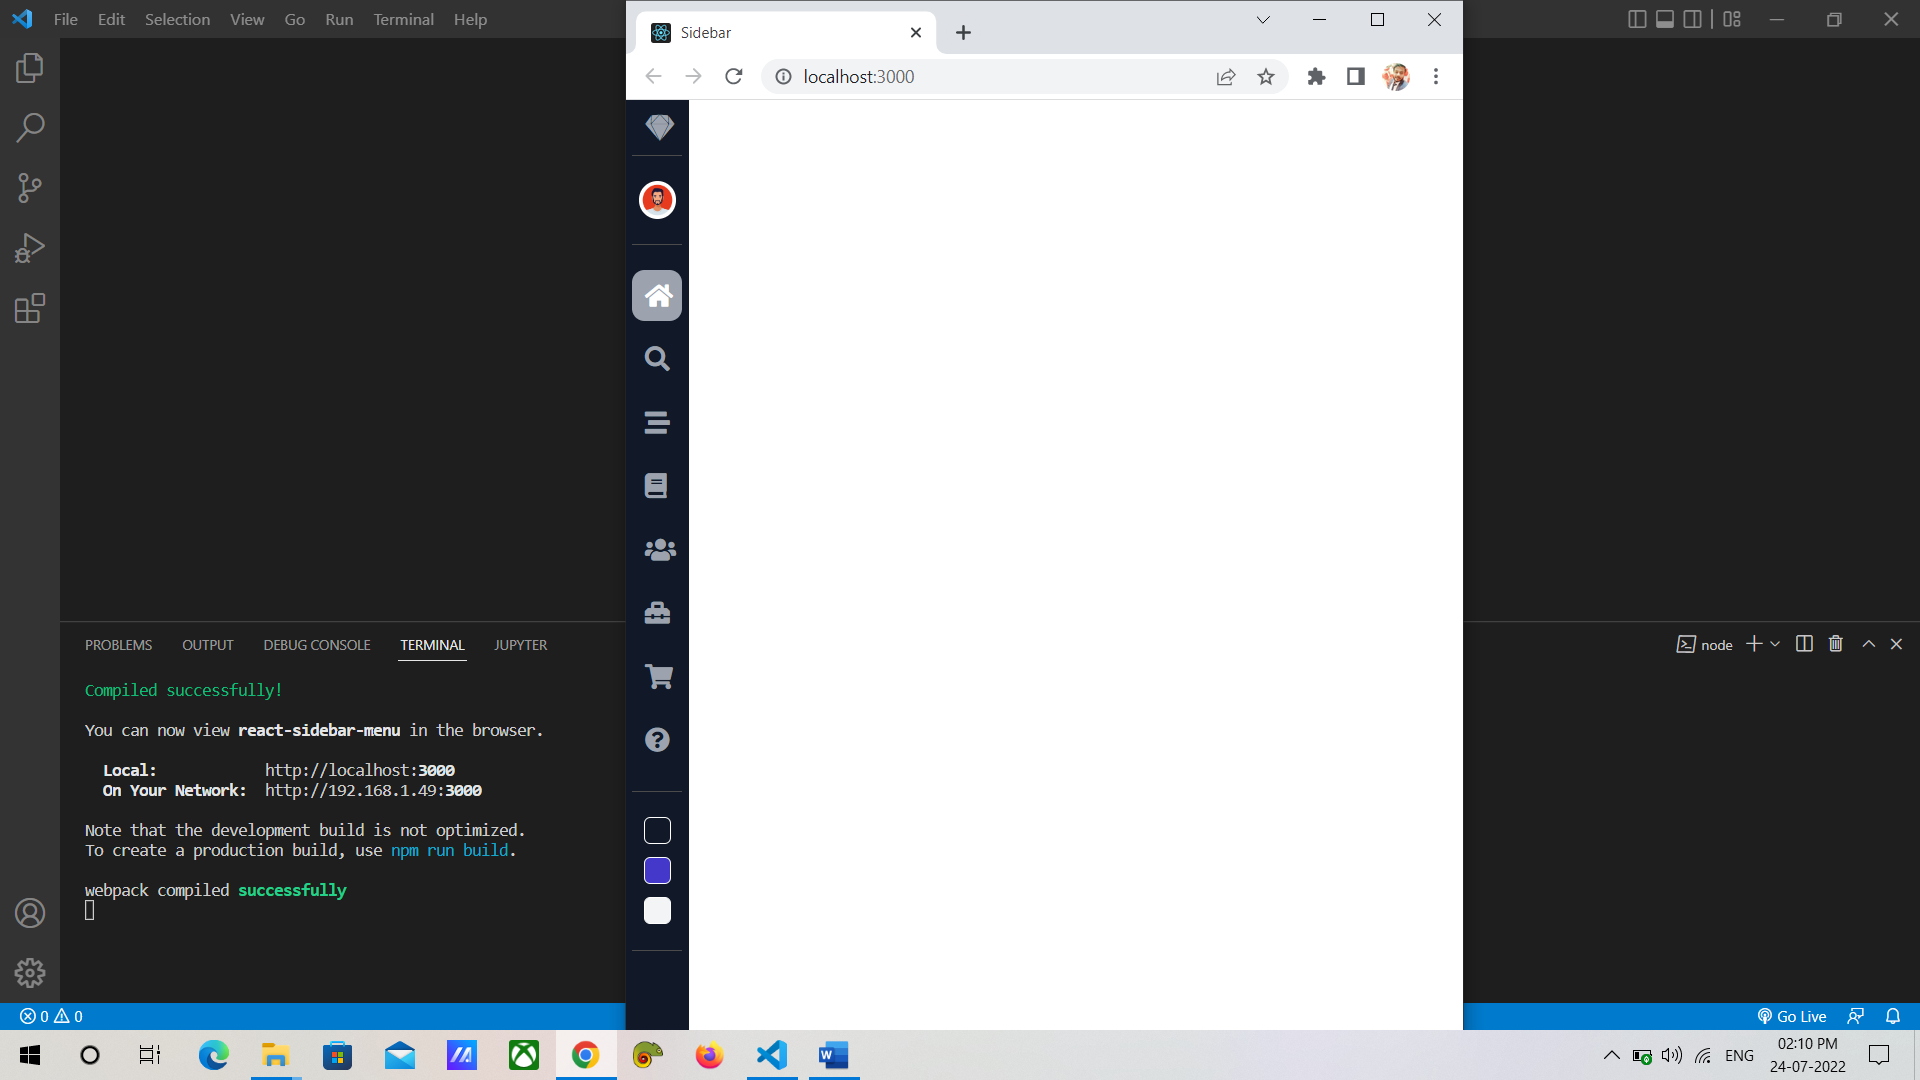 File Edit Selection View Go Run Terminal Help
Sidebar
localhost:3000
PROBLEMS OUTPUT DEBUG CONSOLE TERMINAL JUPYTER
node
Compiled successfully!
You can now view react-sidebar-menu in the browser.
Local: http://localhost:3000
On Your Network: http://192.168.1.49:3000
Note that the development build is not optimized.
To create a production build, use npm run build.
webpack compiled successfully
0 0
Go Live
W
ENG
02:10 PM
24-07-2022